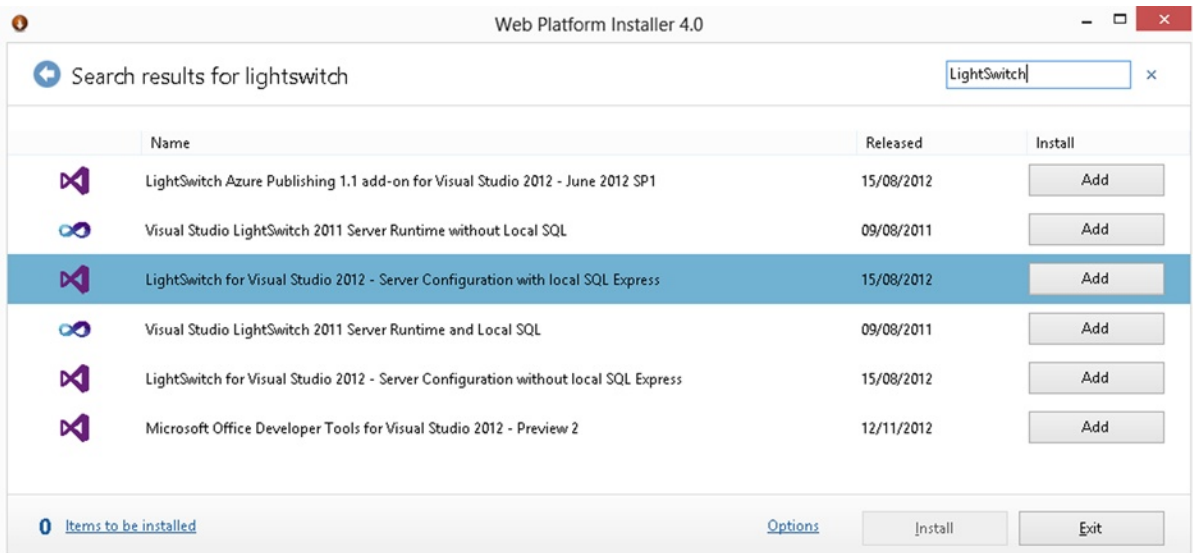 Web Platform Installer 4.0
Search results for lightswitch
LightSwitch
Name Released Install
LightSwitch Azure Publishing 1.1 add-on for Visual Studio 2012 - June 2012 SP1 15/08/2012 Add
Visual Studio LightSwitch 2011 Server Runtime without Local SQL 09/08/2011 Add
LightSwitch for Visual Studio 2012 - Server Configuration with local SQL Express 15/08/2012 Add
Visual Studio LightSwitch 2011 Server Runtime and Local SQL 09/08/2011 Add
LightSwitch for Visual Studio 2012 - Server Configuration without local SQL Express 15/08/2012 Add
Microsoft Office Developer Tools for Visual Studio 2012 - Preview 2 12/11/2012 Add
0 Items to be installed Options Install Exit